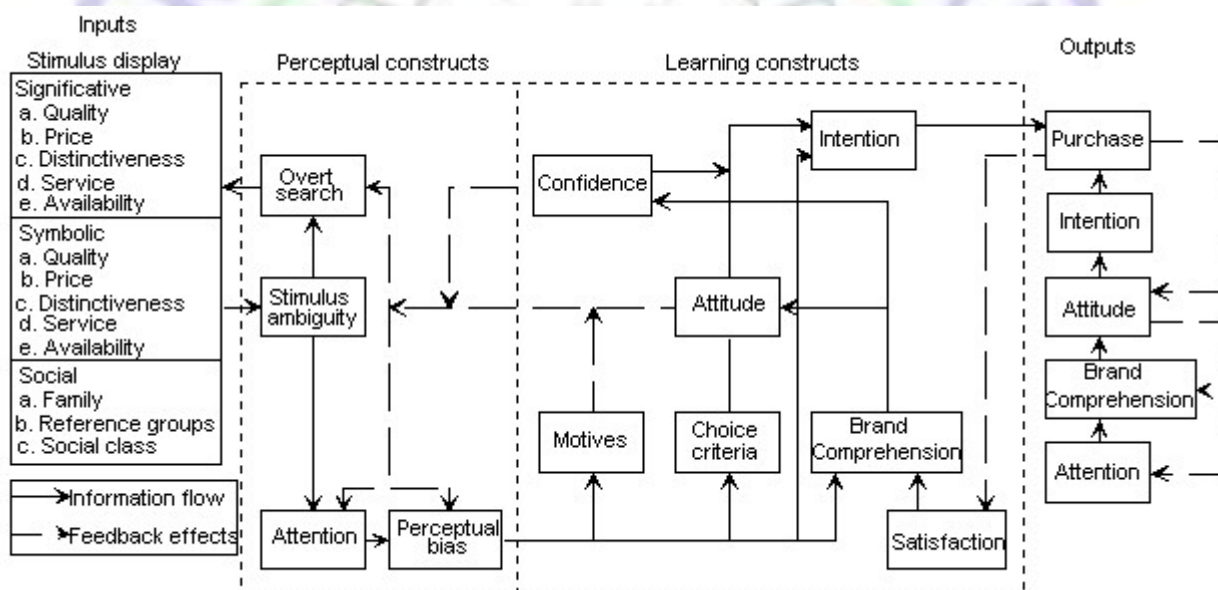 Inputs
Stimulus display
Significative
a. Quality
b. Price
c. Distinctiveness
d. Service
e. Availability
Symbolic
a. Quality
b. Price
c. Distinctiveness
d. Service
e. Availability
Social
a. Family
b. Reference groups
c. Social class
Information flow
Feedback effects
Perceptual constructs
Overt
search
Stimulus
ambiguity
Attention
Perceptual
bias
Learning constructs
Confidence
Intention
Attitude
Motives
Choice
criteria
Brand
Comprehension
Satisfaction
Outputs
Purchase
Intention
Attitude
Brand
Comprehension
Attention